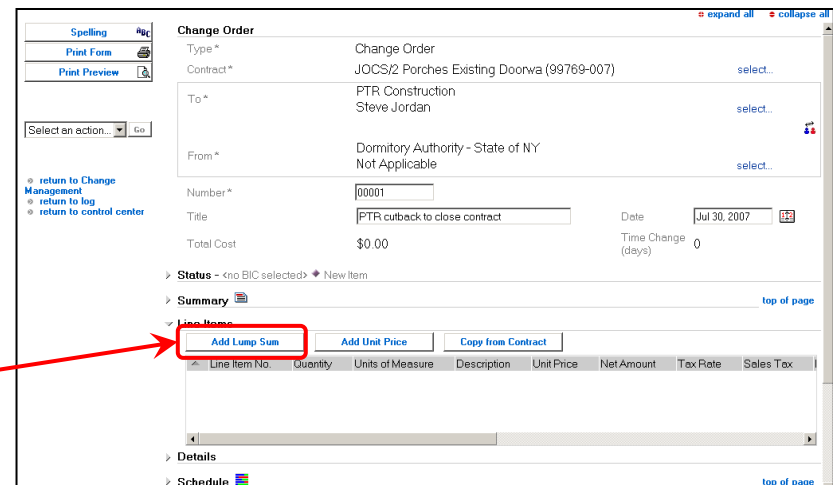 expand all collapse all
Spelling
Print Form
Print Preview
Select an action... Go
return to Change Management
return to log
return to control center
Change Order
Type* Change Order
Contract* JOCS/2 Porches Existing Doorwa (99769-007) select...
To* PTR Construction
Steve Jordan select...
From* Dormitory Authority - State of NY
Not Applicable select...
Number* 00001
Title PTR cutback to close contract Date Jul 30, 2007
Total Cost $0.00 Time Change (days) 0
Status - <no BIC selected> New Item
Summary top of page
Line Items
Add Lump Sum Add Unit Price Copy from Contract
Line Item No. Quantity Units of Measure Description Unit Price Net Amount Tax Rate Sales Tax
Details
Schedule top of page